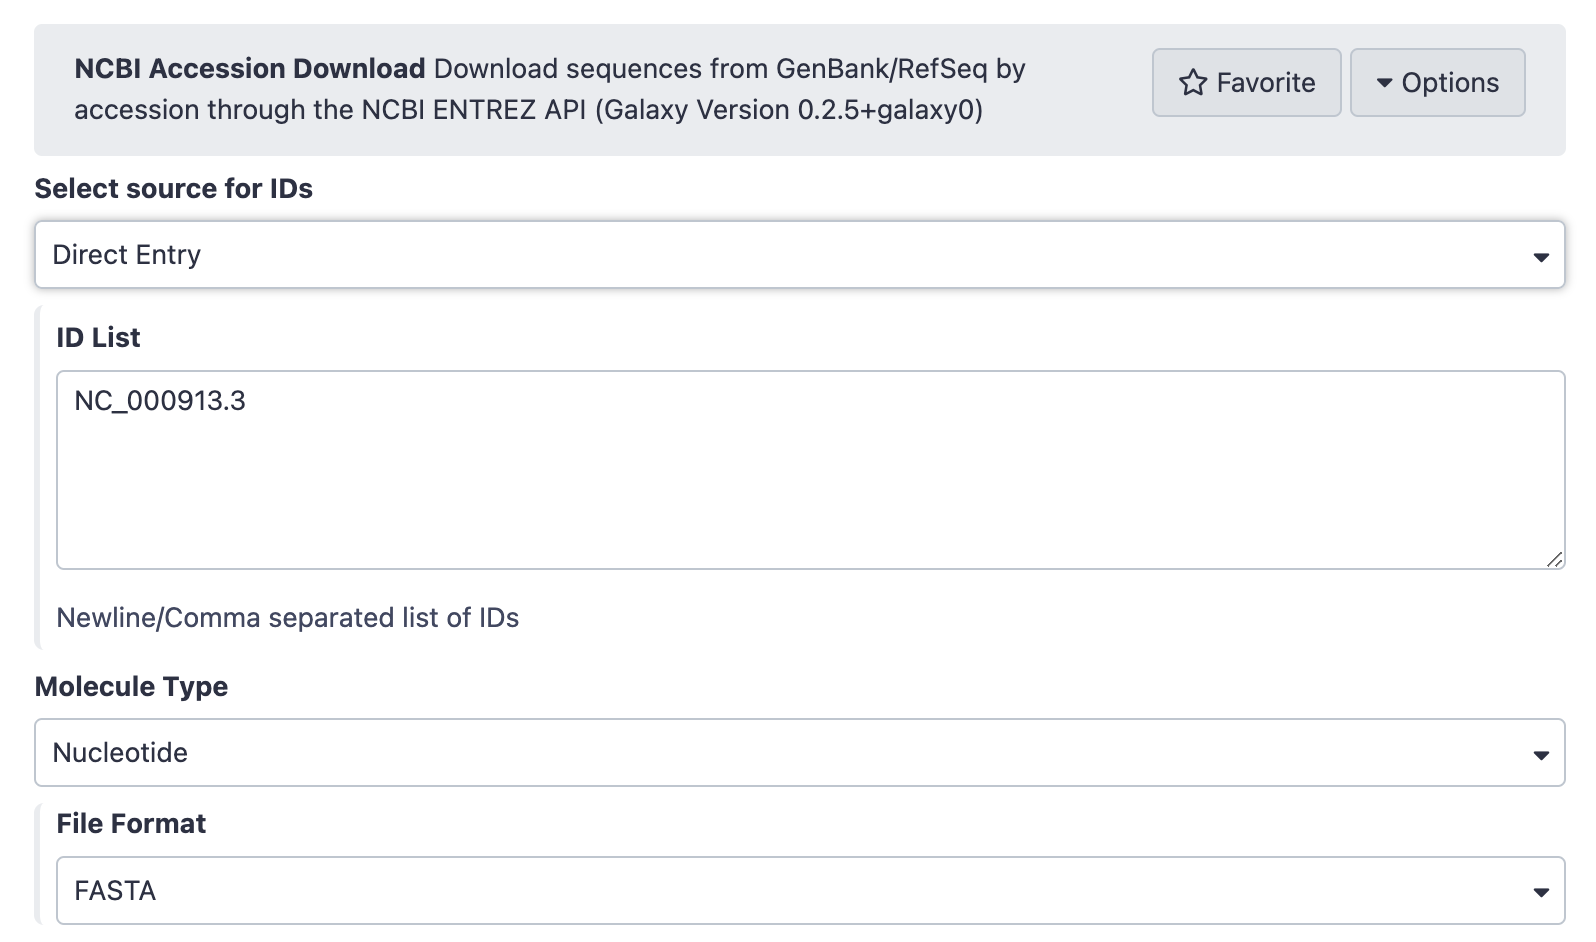 NCBI Accession Download Download sequences from GenBank/RefSeq by
accession through the NCBI ENTREZ API (Galaxy Version 0.2.5+galaxy0)
Favorite
Options
Select source for IDs
Direct Entry
ID List
NC_000913.3
Newline/Comma separated list of IDs
Molecule Type
Nucleotide
File Format
FASTA